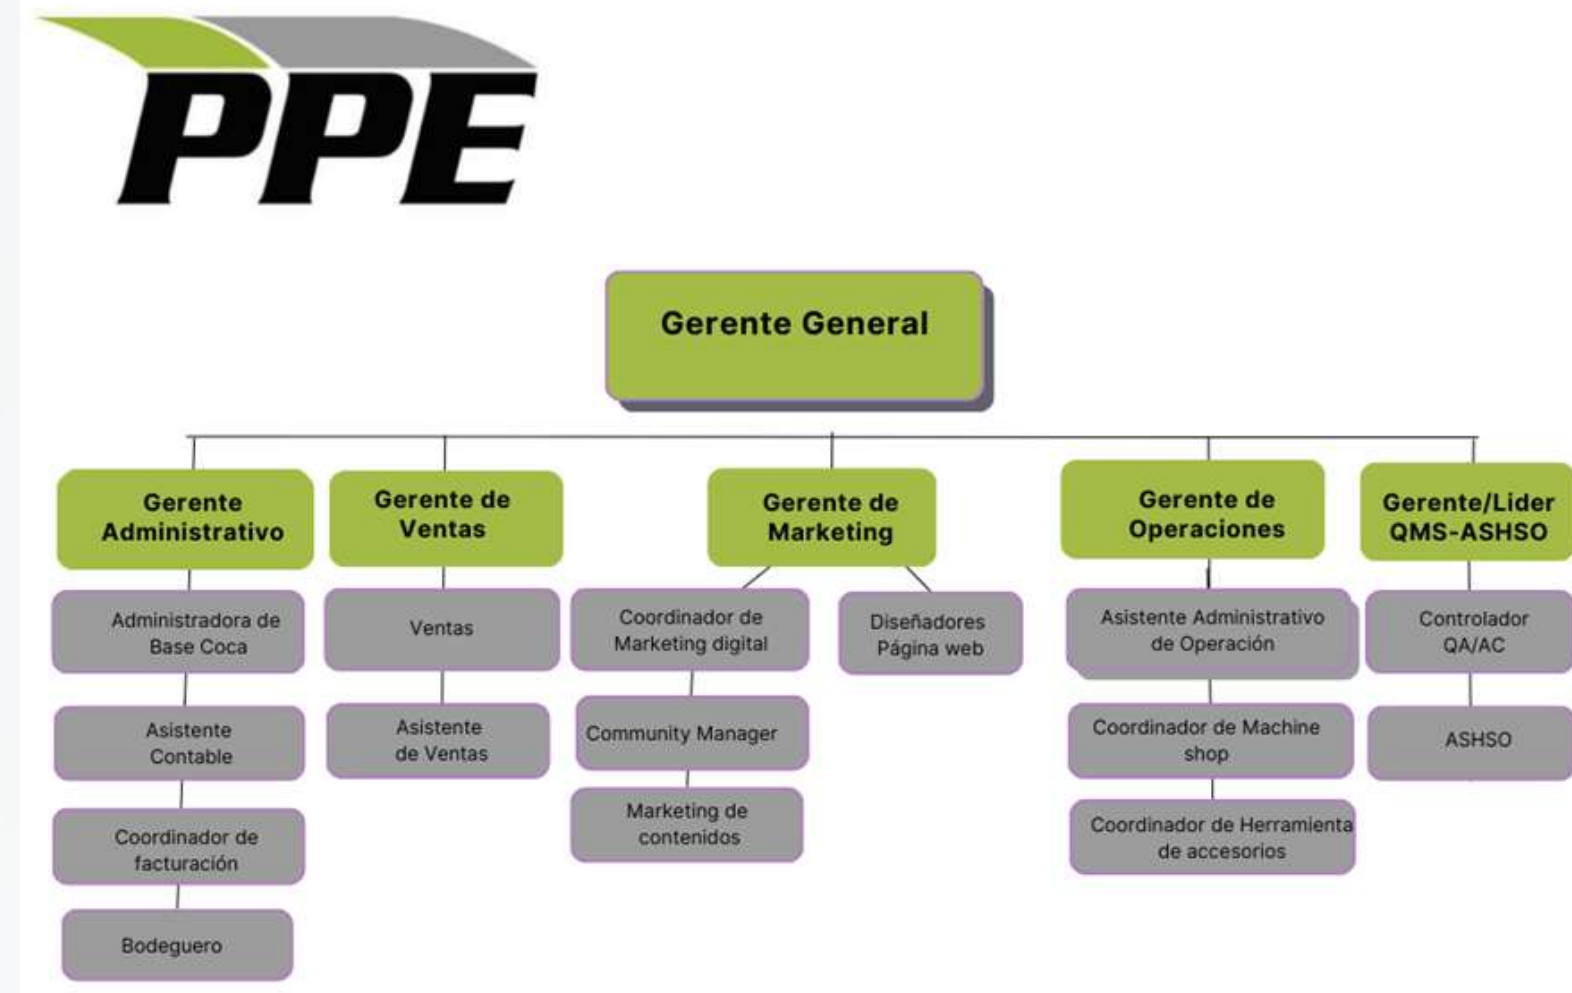 PPE
Gerente General
Gerente
Administrativo
Administradora de
Base Coca
Asistente
Contable
Coordinador de
facturación
Bodeguero
Gerente de
Ventas
Ventas
Asistente
de Ventas
Gerente de
Marketing
Coordinador de
Marketing digital
Community Manager
Marketing de
contenidos
Diseñadores
Página web
Gerente de
Operaciones
Asistente Administrativo
de Operación
Coordinador de Machine
shop
Coordinador de Herramienta
de accesorios
Gerente/Lider
QMS-ASHSO
Controlador
QA/AC
ASHSO